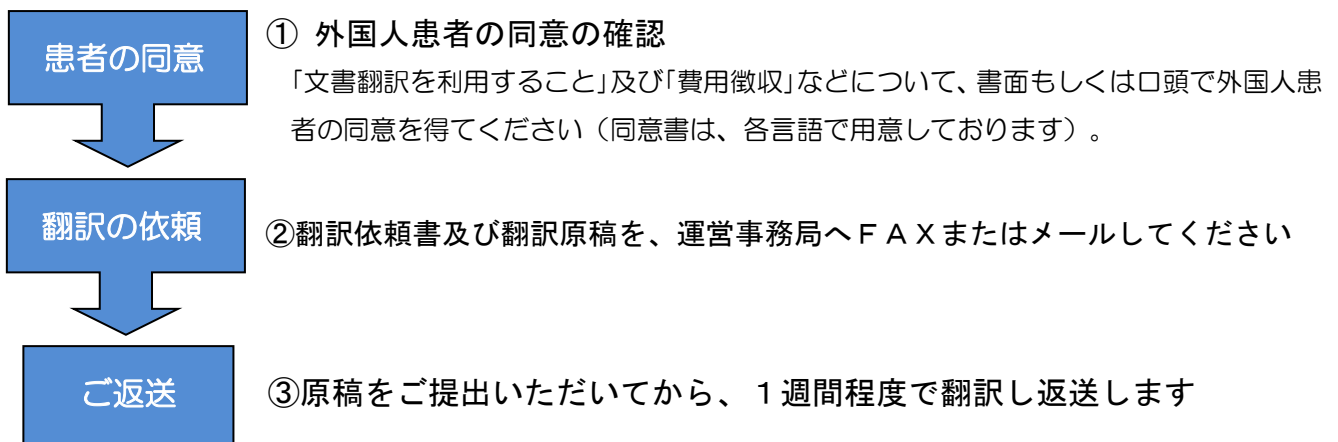 患者の同意
① 外国人患者の同意の確認
「文書翻訳を利用すること」及び「費用徴収」などについて、書面もしくは口頭で外国人患
者の同意を得てください（同意書は、各言語で用意しております）。
翻訳の依頼
②翻訳依頼書及び翻訳原稿を、運営事務局へＦＡＸまたはメールしてください
ご返送
③原稿をご提出いただいてから、１週間程度で翻訳し返送します